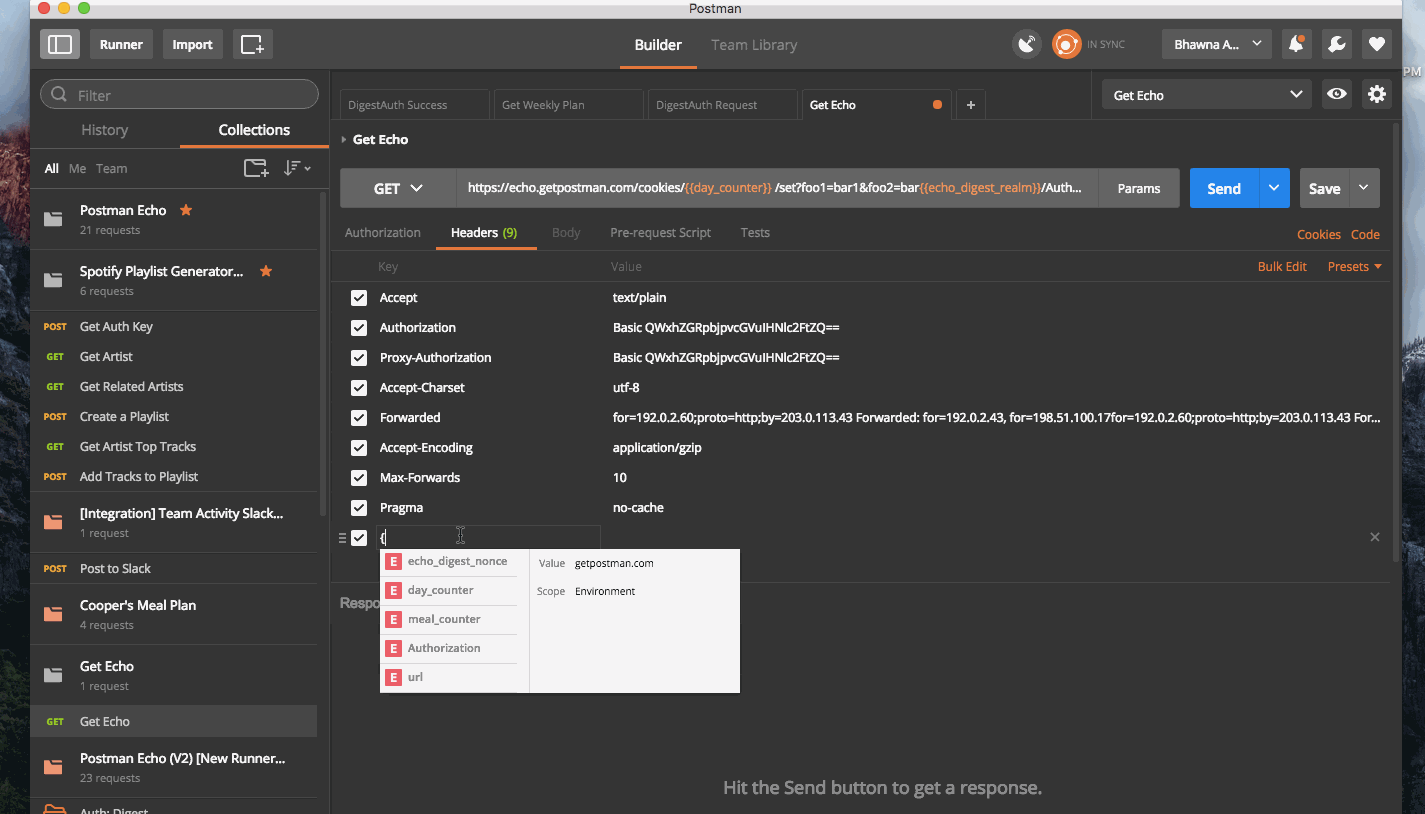 Postman
Runner
Import
Builder
Team Library
IN SYNC
Bhawna A...
PM
Filter
History
Collections
All
Me
Team
Postman Echo
21 requests
Spotify Playlist Generator...
6 requests
POST Get Auth Key
GET Get Artist
GET Get Related Artists
POST Create a Playlist
GET Get Artist Top Tracks
POST Add Tracks to Playlist
[Integration] Team Activity Slack...
1 request
POST Post to Slack
Cooper's Meal Plan
4 requests
Get Echo
1 request
GET Get Echo
Postman Echo (V2) [New Runner...
23 requests
Auth: Digest
DigestAuth Success
Get Weekly Plan
DigestAuth Request
Get Echo
+
Get Echo
Get Echo
GET
https://echo.getpostman.com/cookies/{{day_counter}} /set?foo1=bar1&foo2=bar{{echo_digest_realm}}/Auth...
Params
Send
Save
Authorization
Headers (9)
Body
Pre-request Script
Tests
Cookies
Code
Key
Value
Bulk Edit
Presets
Accept text/plain
Authorization Basic QWxhZGRpbjpvcGVuIHNlc2FtZQ==
Proxy-Authorization Basic QWxhZGRpbjpvcGVuIHNlc2FtZQ==
Accept-Charset utf-8
Forwarded for=192.0.2.60;proto=http;by=203.0.113.43 Forwarded: for=192.0.2.43, for=198.51.100.17for=192.0.2.60;proto=http;by=203.0.113.43 For...
Accept-Encoding application/gzip
Max-Forwards 10
Pragma no-cache
{
E echo_digest_nonce
E day_counter
E meal_counter
E Authorization
E url
Value getpostman.com
Scope Environment
Respo
Hit the Send button to get a response.